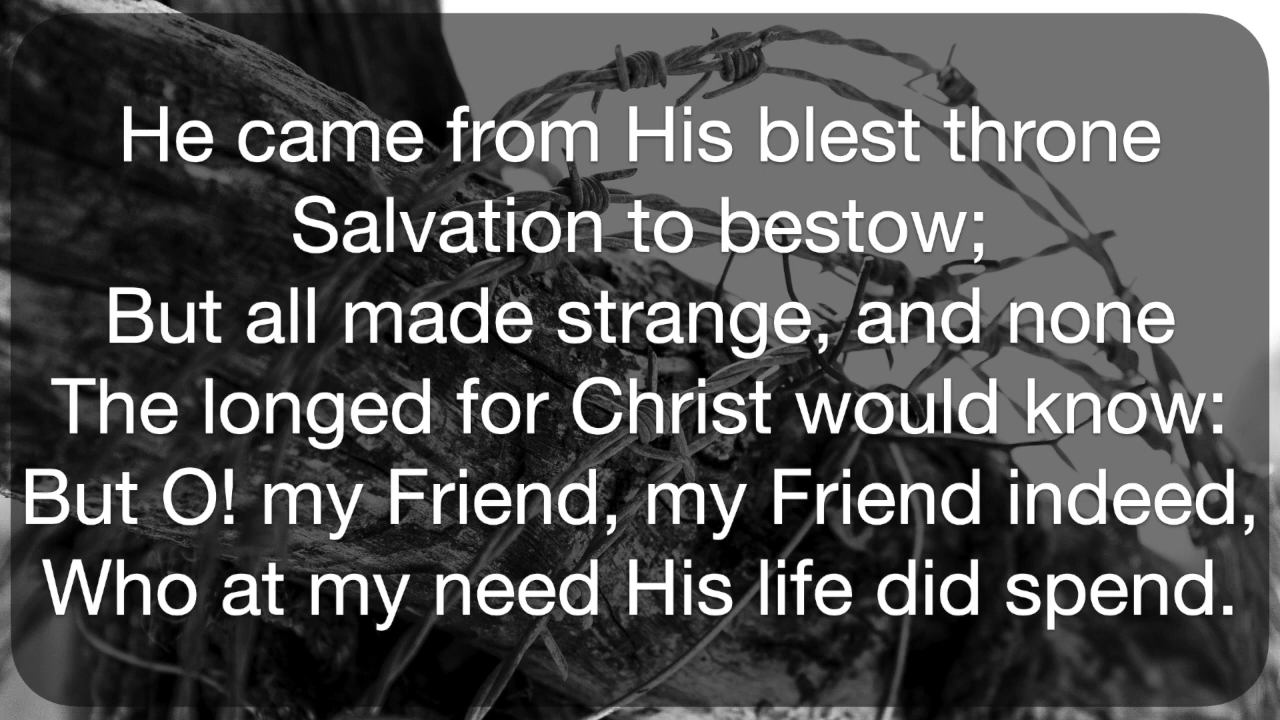 He came from His blest throne
Salvation to bestow;
But all made strange, and none
The longed for Christ would know:
But O! my Friend, my Friend indeed,
Who at my need His life did spend.